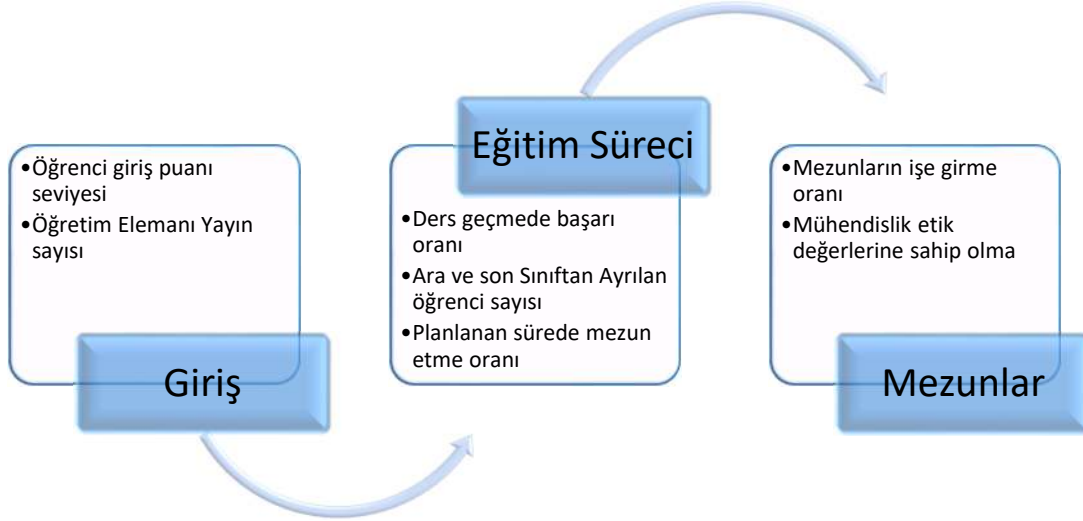 •Öğrenci giriş puanı
seviyesi
•Öğretim Elemanı Yayın
sayısı
Giriş
Eğitim Süreci
•Ders geçmede başarı
oranı
•Ara ve son Sınıftan Ayrılan
öğrenci sayısı
•Planlanan sürede mezun
etme oranı
•Mezunların işe girme
oranı
•Mühendislik etik
değerlerine sahip olma
Mezunlar